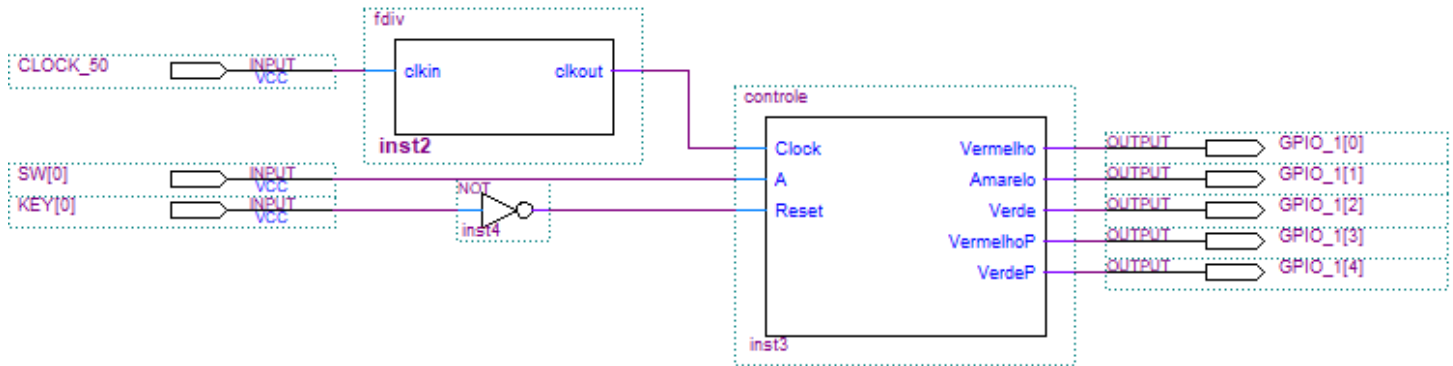 fdiv
CLOCK_50 INPUT VCC
clkin clkout
inst2
controle
SW[0] INPUT VCC
KEY[0] INPUT VCC
NOT
inst4
Clock Vermelho OUTPUT GPIO_1[0]
A Amarelo OUTPUT GPIO_1[1]
Reset Verde OUTPUT GPIO_1[2]
VermelhoP OUTPUT GPIO_1[3]
VerdeP OUTPUT GPIO_1[4]
inst3